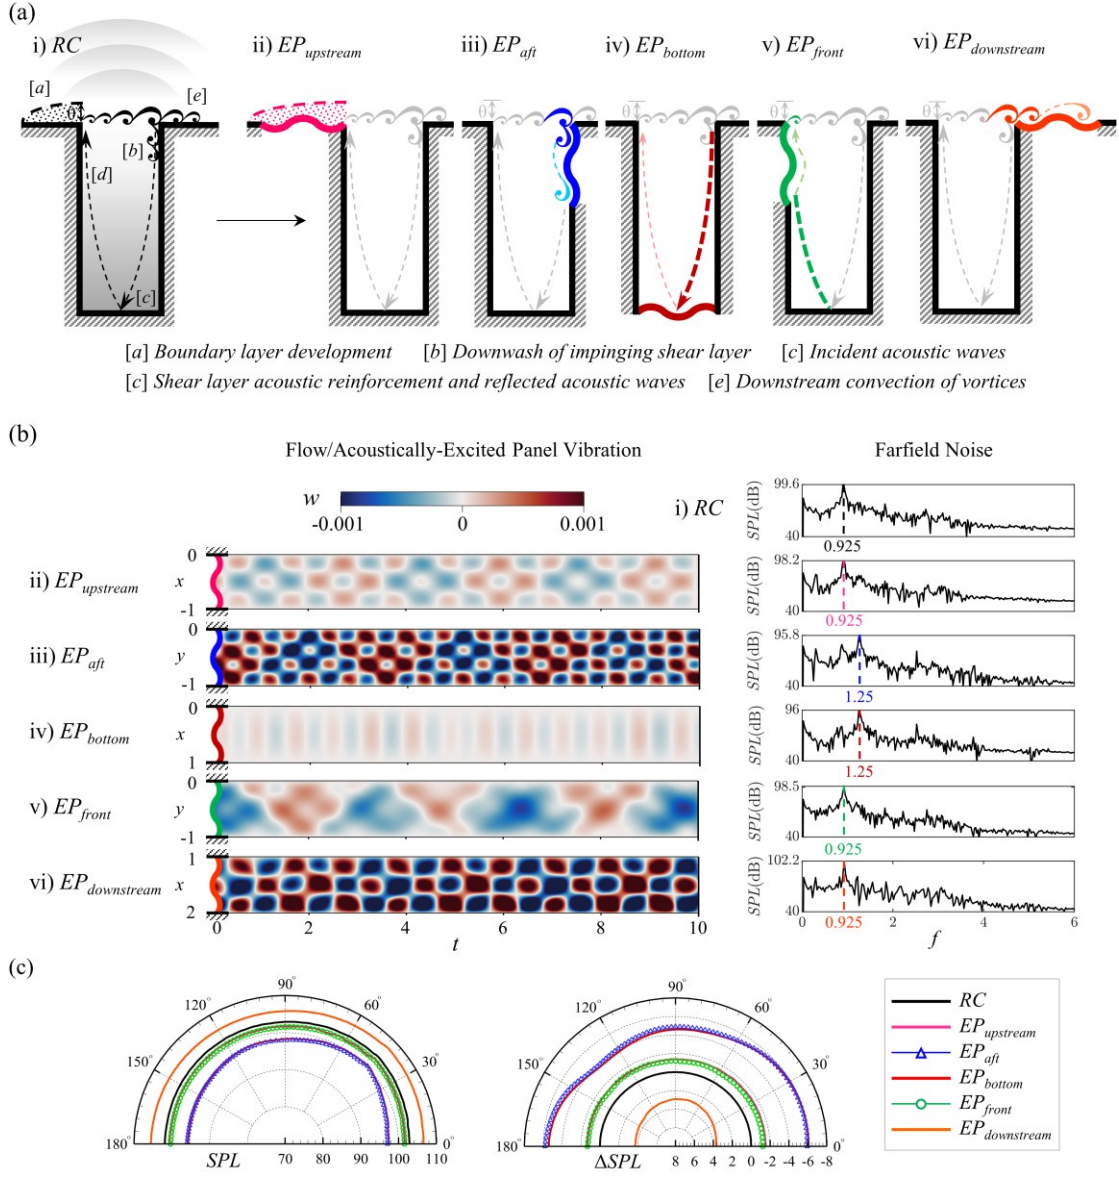 (a)
i) RC
ii) EP_upstream
iii) EP_aft
iv) EP_bottom
v) EP_front
vi) EP_downstream
[a]
θ
[e]
[b]
[d]
[c]
[a] Boundary layer development
[b] Downwash of impinging shear layer
[c] Incident acoustic waves
[c] Shear layer acoustic reinforcement and reflected acoustic waves
[e] Downstream convection of vortices
(b)
Flow/Acoustically-Excited Panel Vibration
Farfield Noise
w
-0.001 0 0.001
i) RC
99.6
SPL(dB)
40
0.925
ii) EP_upstream
0
x
-1
98.2
SPL(dB)
40
0.925
iii) EP_aft
0
y
-1
95.8
SPL(dB)
40
1.25
iv) EP_bottom
0
x
1
96
SPL(dB)
40
1.25
v) EP_front
0
y
-1
98.5
SPL(dB)
40
0.925
vi) EP_downstream
1
x
2
102.2
SPL(dB)
40
0.925
0 2 4 6 8 10
t
0 2 4 6
f
(c)
90°
120° 60°
150° 30°
180° 0°
SPL 70 80 90 100 110
90°
120° 60°
150° 30°
180° 0°
ΔSPL 8 6 4 2 0 -2 -4 -6 -8
RC
EP_upstream
EP_aft
EP_bottom
EP_front
EP_downstream